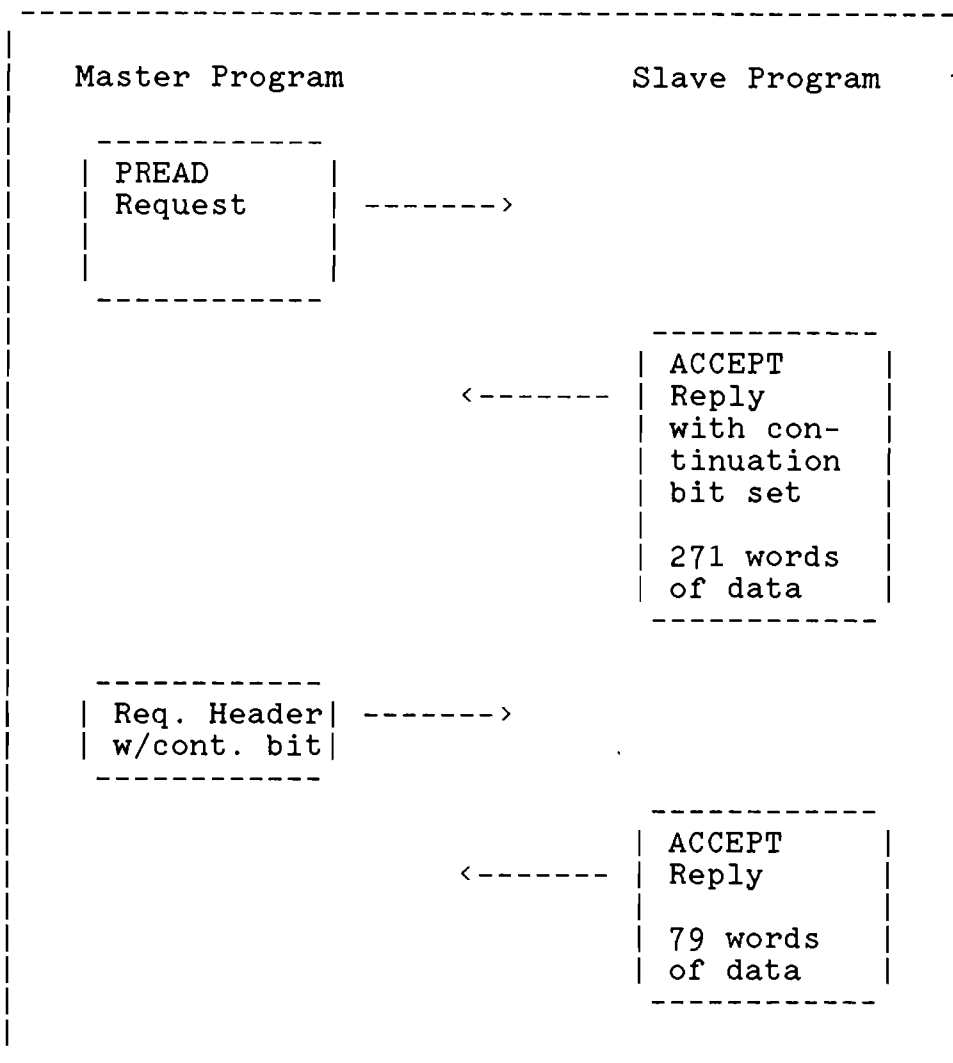 Master Program Slave Program
PREAD
Request
ACCEPT
Reply
with con-
tinuation
bit set
271 words
of data
Req. Header
w/cont. bit
ACCEPT
Reply
79 words
of data